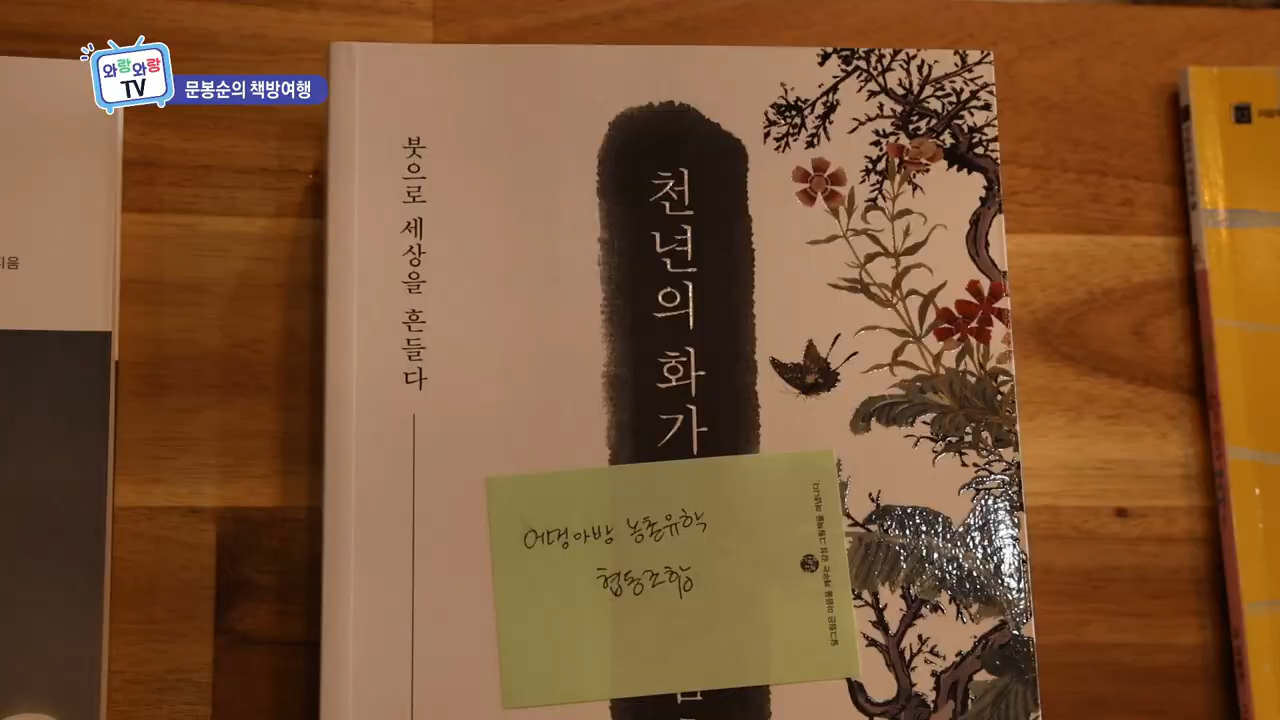 와랑와랑
TV
문봉순의 책방여행
지음
붓으로 세상을 흔들다
천년의 화가
어멍아방 농촌유학
협동조합